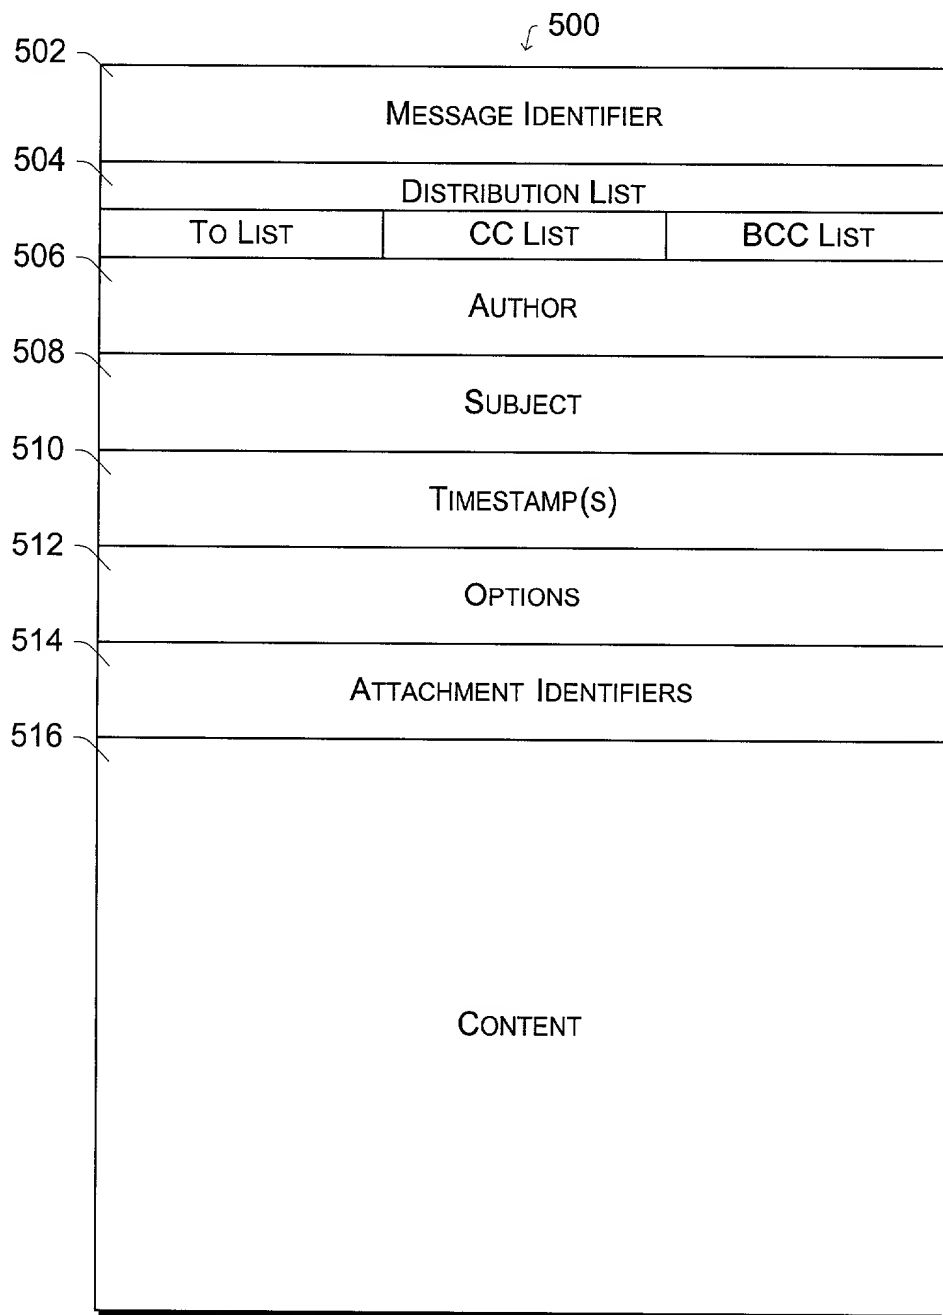 500
502
MESSAGE IDENTIFIER
504
DISTRIBUTION LIST
TO LIST CC LIST BCC LIST
506
AUTHOR
508
SUBJECT
510
TIMESTAMP(S)
512
OPTIONS
514
ATTACHMENT IDENTIFIERS
516
CONTENT